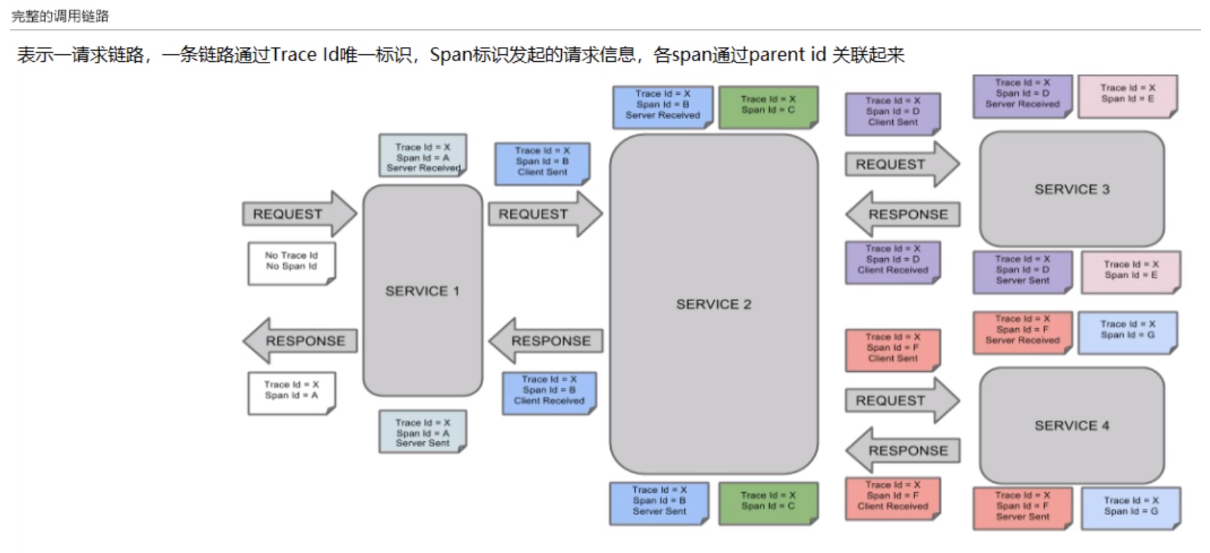 完整的调用链路
表示一请求链路，一条链路通过Trace Id唯一标识，Span标识发起的请求信息，各span通过parent id 关联起来
Trace Id = X
Span Id = A
Server Received
REQUEST
No Trace Id
No Span Id
SERVICE 1
RESPONSE
Trace Id = X
Span Id = A
Trace Id = X
Span Id = A
Server Sent
Trace Id = X
Span Id = B
Client Sent
REQUEST
RESPONSE
Trace Id = X
Span Id = B
Client Received
Trace Id = X
Span Id = B
Server Received
Trace Id = X
Span Id = C
SERVICE 2
Trace Id = X
Span Id = B
Server Sent
Trace Id = X
Span Id = C
Trace Id = X
Span Id = D
Client Sent
REQUEST
RESPONSE
Trace Id = X
Span Id = D
Client Received
Trace Id = X
Span Id = D
Server Received
Trace Id = X
Span Id = E
SERVICE 3
Trace Id = X
Span Id = D
Server Sent
Trace Id = X
Span Id = E
Trace Id = X
Span Id = F
Client Sent
REQUEST
RESPONSE
Trace Id = X
Span Id = F
Client Received
Trace Id = X
Span Id = F
Server Received
Trace Id = X
Span Id = G
SERVICE 4
Trace Id = X
Span Id = F
Server Sent
Trace Id = X
Span Id = G